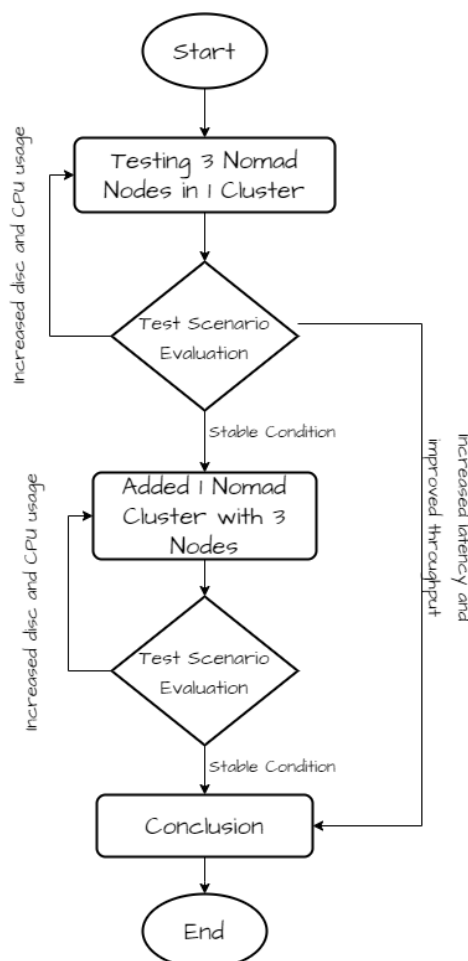 Start
Testing 3 Nomad
Nodes in 1 Cluster
Increased disc and CPU usage
Test Scenario
Evaluation
Stable Condition
Increased latency and
improved throughput
Added 1 Nomad
Cluster with 3
Nodes
Increased disk and CPU usage
Test Scenario
Evaluation
Stable Condition
Conclusion
End